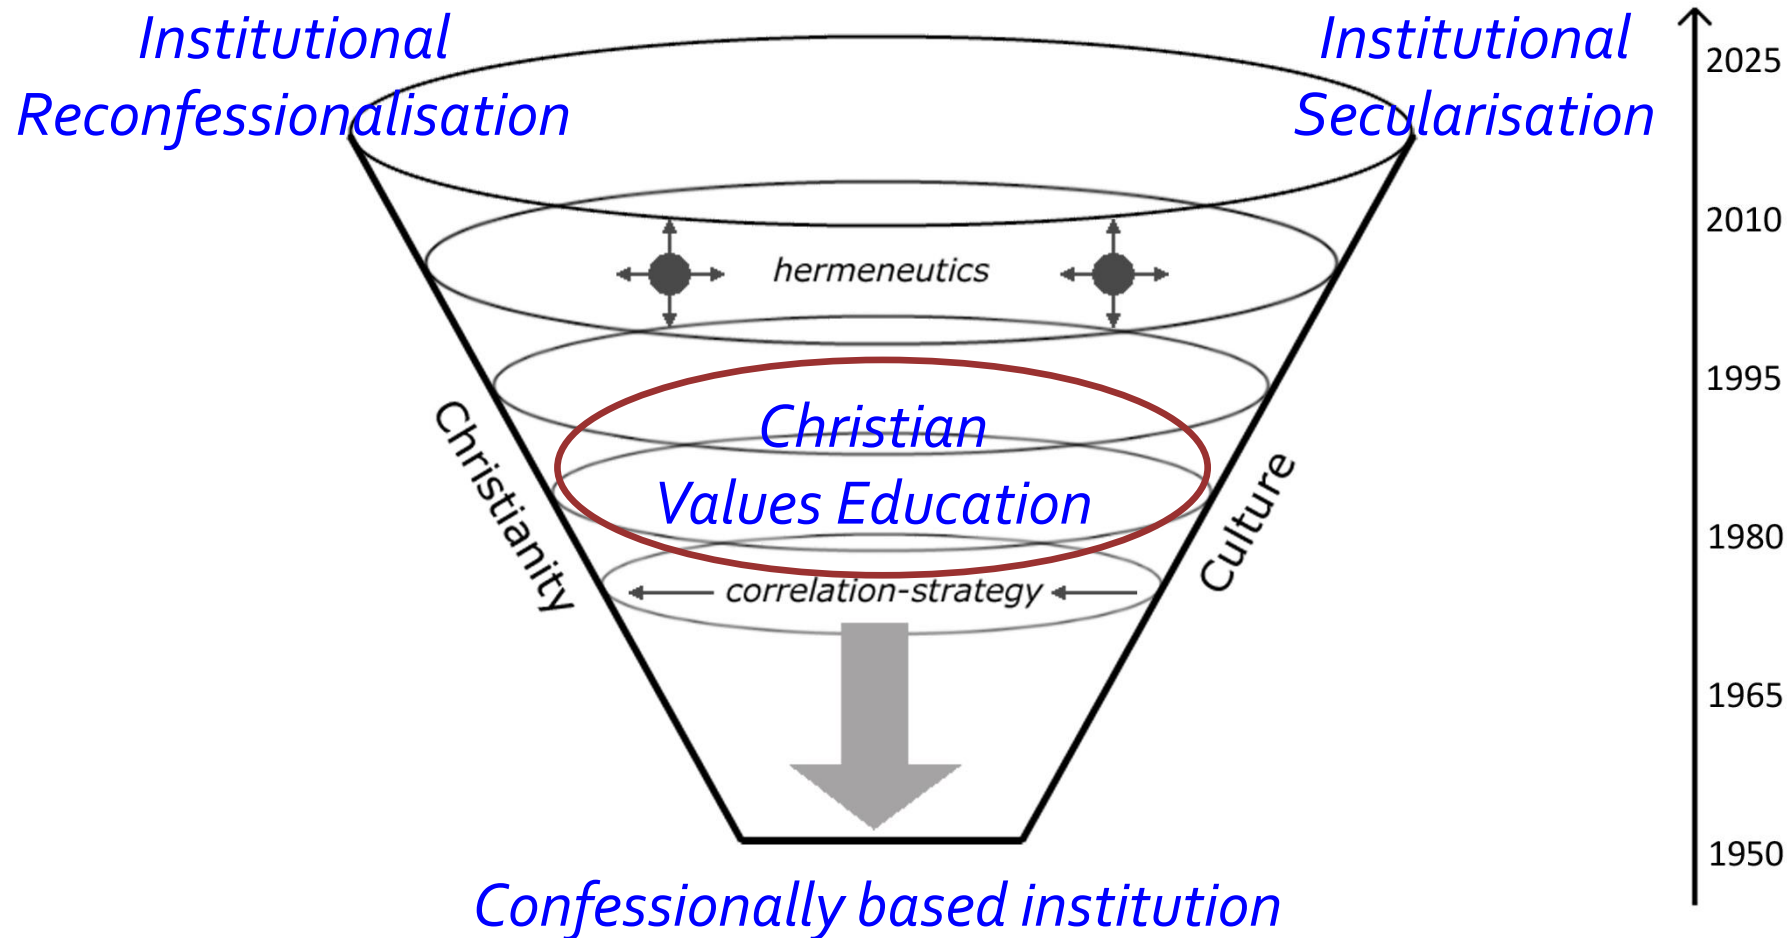 Institutional
Reconfessionalisation
Institutional
Secularisation
hermeneutics
Christian
Values Education
correlation-strategy
Christianity
Culture
Confessionally based institution
2025
2010
1995
1980
1965
1950